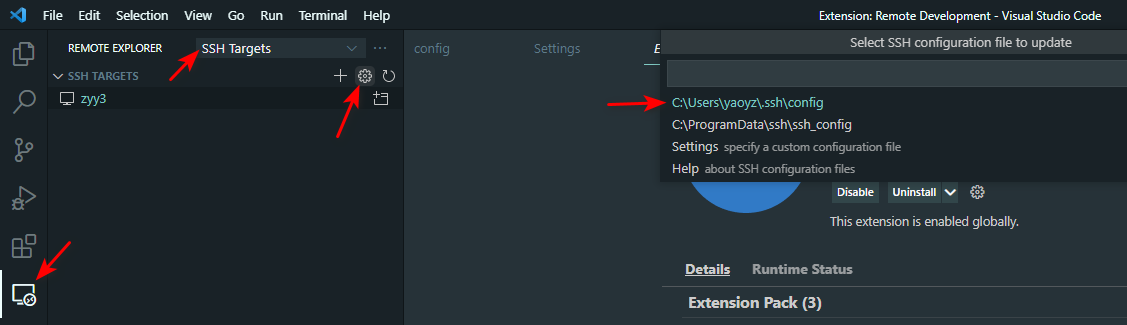 File Edit Selection View Go Run Terminal Help Extension: Remote Development - Visual Studio Code
REMOTE EXPLORER SSH Targets
SSH TARGETS
zyy3
config Settings E
Select SSH configuration file to update
C:\Users\yaoyz\.ssh\config
C:\ProgramData\ssh\ssh_config
Settings specify a custom configuration file
Help about SSH configuration files
Disable Uninstall
This extension is enabled globally.
Details Runtime Status
Extension Pack (3)